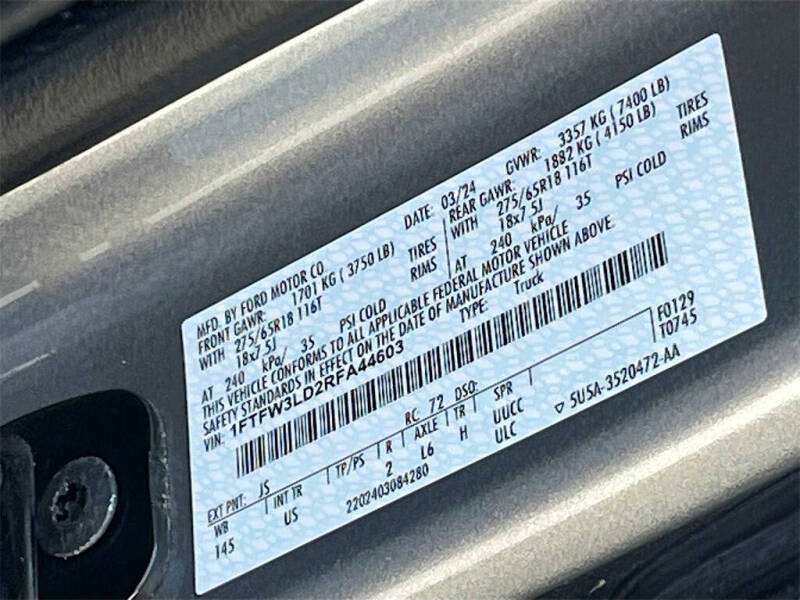 MFD. BY FORD MOTOR CO.
DATE: 03/24 GVWR: 3357 KG ( 7400 LB)
FRONT GAWR: 1701 KG ( 3750 LB)
WITH 275/65R18 116T TIRES
18x7.5J RIMS
AT 240 kPa/ 35 PSI COLD
REAR GAWR: 1882 KG ( 4150 LB)
WITH 275/65R18 116T TIRES
18x7.5J RIMS
AT 240 kPa/ 35 PSI COLD
THIS VEHICLE CONFORMS TO ALL APPLICABLE FEDERAL MOTOR VEHICLE
SAFETY STANDARDS IN EFFECT ON THE DATE OF MANUFACTURE SHOWN ABOVE.
VIN: 1FTFW3LD2RFA44603 TYPE: Truck
F0129
T0745
EXT PNT: JS RC: 72 DSO:
WB INT TR TP/PS R AXLE TR SPR
145 US 2 L6 H UUCC
ULC
2202403084280
▽ 5U5A-3520472-AA